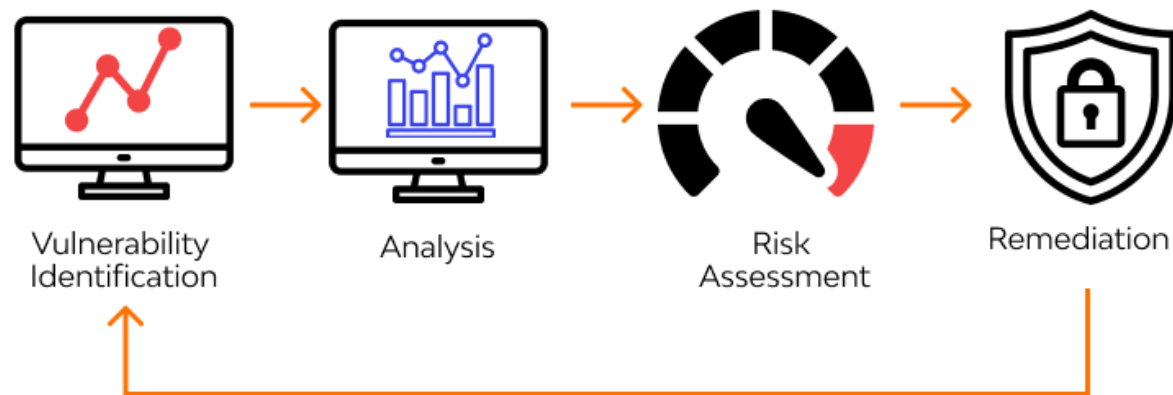 Vulnerability
Identification
Analysis
Risk
Assessment
Remediation